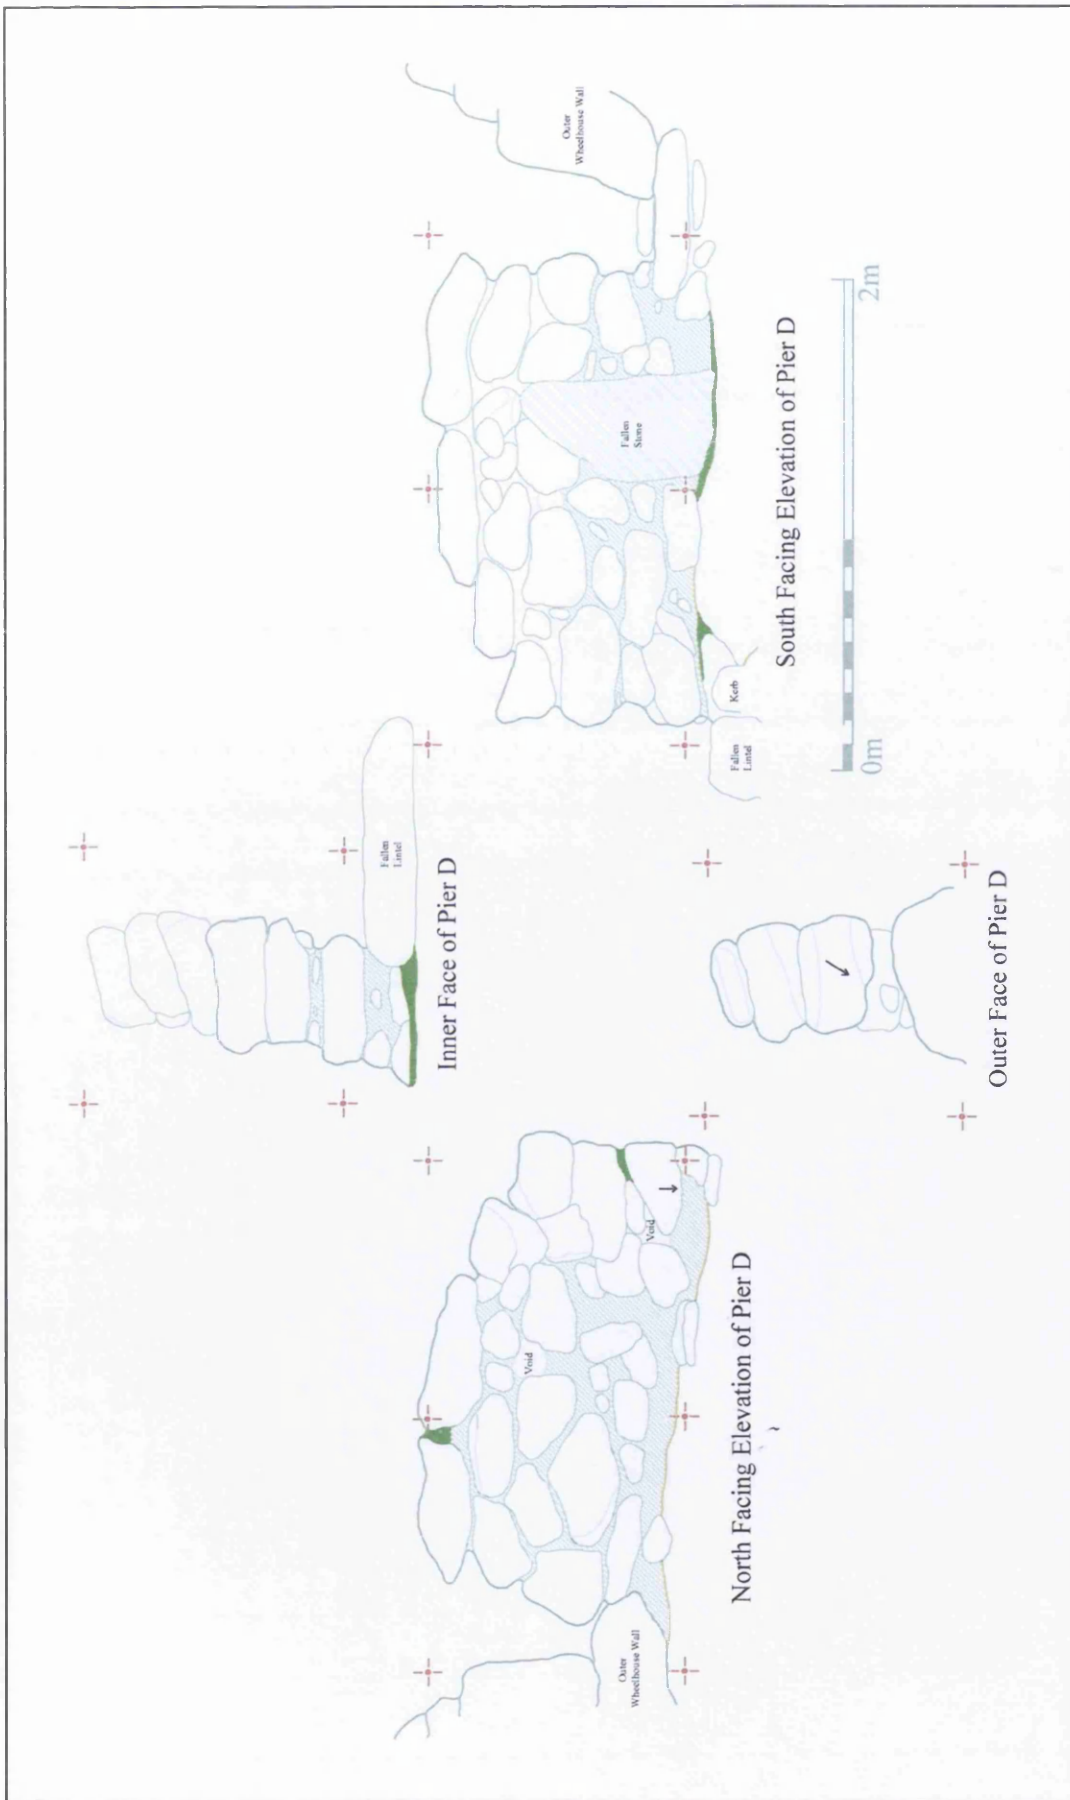 Outer
Wheelhouse Wall
Void
Void
North Facing Elevation of Pier D
Fallen
Lintel
Inner Face of Pier D
Outer Face of Pier D
Outer
Wheelhouse Wall
Fallen
Stone
Kerb
Fallen
Lintel
South Facing Elevation of Pier D
0m
2m